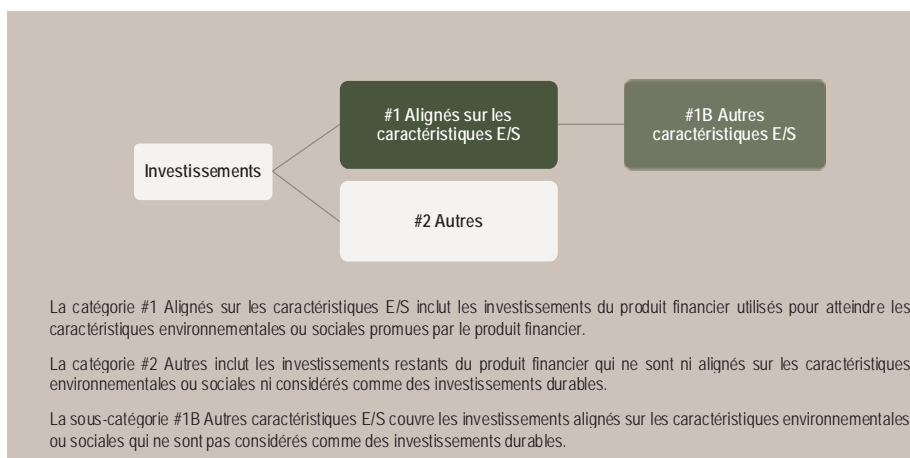 #1 Alignés sur les
caractéristiques E/S
#1B Autres
caractéristiques E/S
Investissements
#2 Autres
La catégorie #1 Alignés sur les caractéristiques E/S inclut les investissements du produit financier utilisés pour atteindre les
caractéristiques environnementales ou sociales promues par le produit financier.
La catégorie #2 Autres inclut les investissements restants du produit financier qui ne sont ni alignés sur les caractéristiques
environnementales ou sociales ni considérés comme des investissements durables.
La sous-catégorie #1B Autres caractéristiques E/S couvre les investissements alignés sur les caractéristiques environnementales
ou sociales qui ne sont pas considérés comme des investissements durables.